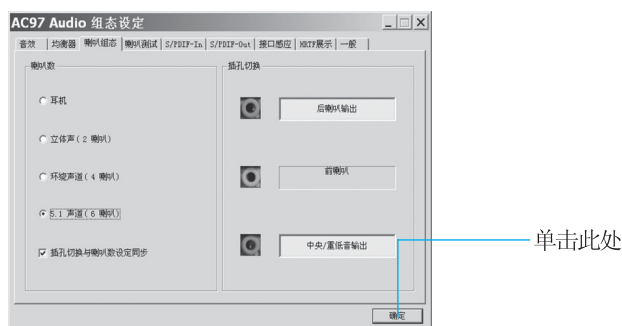 AC97 Audio 组态设定
音效 均衡器 喇叭组态 喇叭测试 S/PDIF-In S/PDIF-Out 接口感应 HRTF展示 一般
喇叭数
耳机
立体声(2 喇叭)
环绕声道(4 喇叭)
5.1 声道(6 喇叭)
插孔切换与喇叭数设定同步
插孔切换
后喇叭输出
前喇叭
中央/重低音输出
单击此处
确定